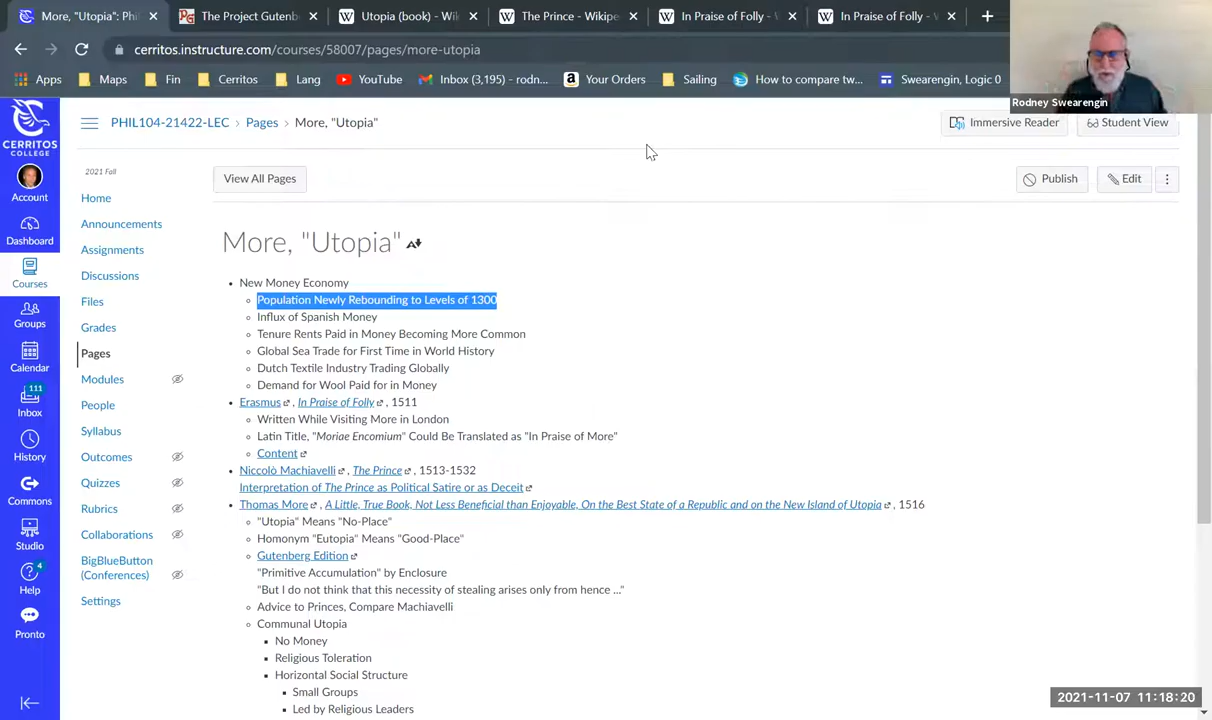 More, "Utopia": PHIL104-2142
The Project Gutenb
Utopia (book) - Wik
The Prince - Wikipe
In Praise of Folly - W
In Praise of Folly - W
cerritos.instructure.com/courses/58007/pages/more-utopia
Apps
Maps
Fin
Cerritos
Lang
YouTube
Inbox (3,195) - rodn...
Your Orders
Sailing
How to compare tw...
Swearengin, Logic 0
Rodney Swearengin
CERRITOS
COLLEGE
Account
Dashboard
Courses
Groups
Calendar
111
Inbox
History
Commons
Studio
4
Help
Pronto
PHIL104-21422-LEC > Pages > More, "Utopia"
Immersive Reader
Student View
2021 Fall
Home
Announcements
Assignments
Discussions
Files
Grades
Pages
Modules
People
Syllabus
Outcomes
Quizzes
Rubrics
Collaborations
BigBlueButton
(Conferences)
Settings
View All Pages
Publish
Edit
More, "Utopia"
New Money Economy
Population Newly Rebounding to Levels of 1300
Influx of Spanish Money
Tenure Rents Paid in Money Becoming More Common
Global Sea Trade for First Time in World History
Dutch Textile Industry Trading Globally
Demand for Wool Paid for in Money
Erasmus, In Praise of Folly, 1511
Written While Visiting More in London
Latin Title, "Moriae Encomium" Could Be Translated as "In Praise of More"
Content
Niccolò Machiavelli, The Prince, 1513-1532
Interpretation of The Prince as Political Satire or as Deceit
Thomas More, A Little, True Book, Not Less Beneficial than Enjoyable, On the Best State of a Republic and on the New Island of Utopia, 1516
"Utopia" Means "No-Place"
Homonym "Eutopia" Means "Good-Place"
Gutenberg Edition
"Primitive Accumulation" by Enclosure
"But I do not think that this necessity of stealing arises only from hence ..."
Advice to Princes, Compare Machiavelli
Communal Utopia
No Money
Religious Toleration
Horizontal Social Structure
Small Groups
Led by Religious Leaders
2021-11-07 11:18:20